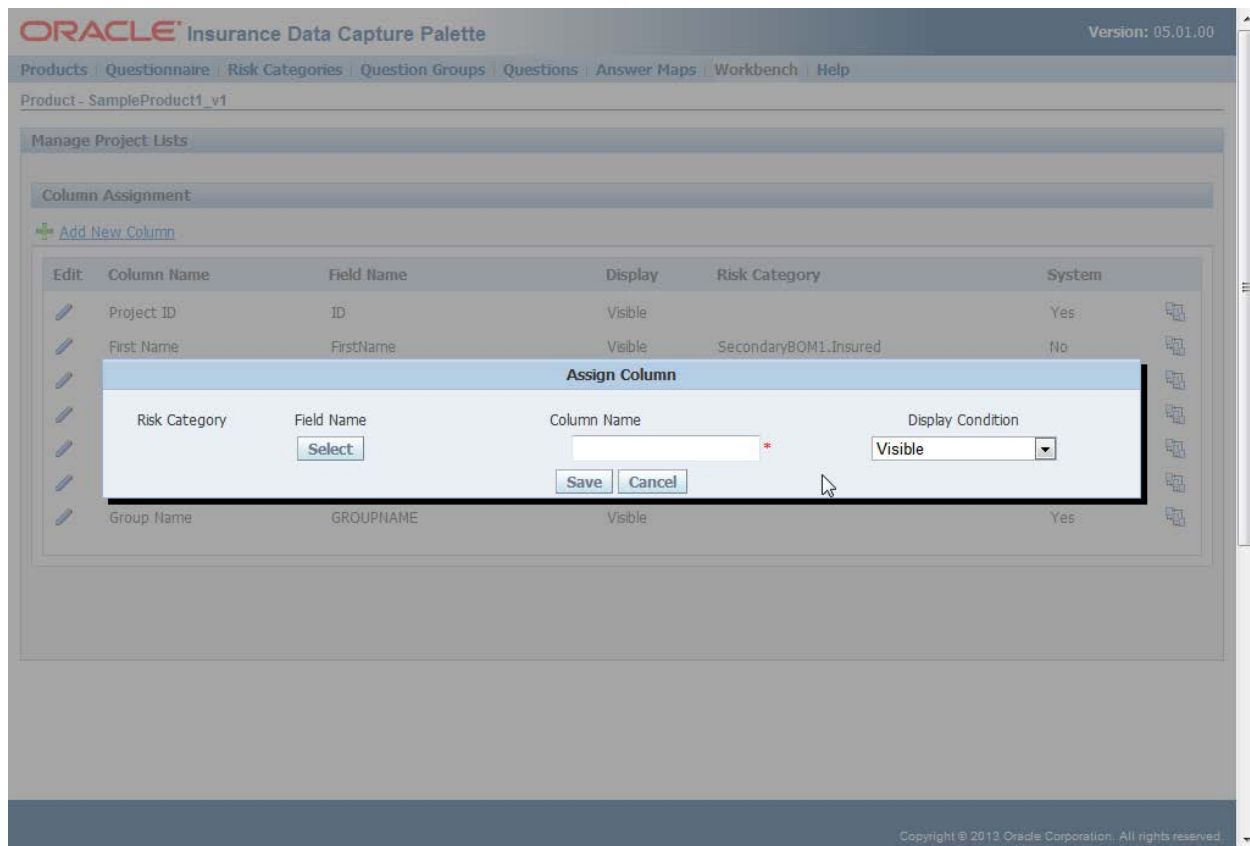 ORACLE Insurance Data Capture Palette Version: 05.01.00
Products Questionnaire Risk Categories Question Groups Questions Answer Maps Workbench Help
Product - SampleProduct1_v1
Manage Project Lists
Column Assignment
Add New Column
Edit Column Name Field Name Display Risk Category System
Project ID ID Visible Yes
First Name FirstName Visible SecondaryBOM1.Insured No
Assign Column
Risk Category Field Name Column Name Display Condition
Select * Visible
Save Cancel
Group Name GROUPNAME Visible Yes
Copyright © 2013 Oracle Corporation. All rights reserved.